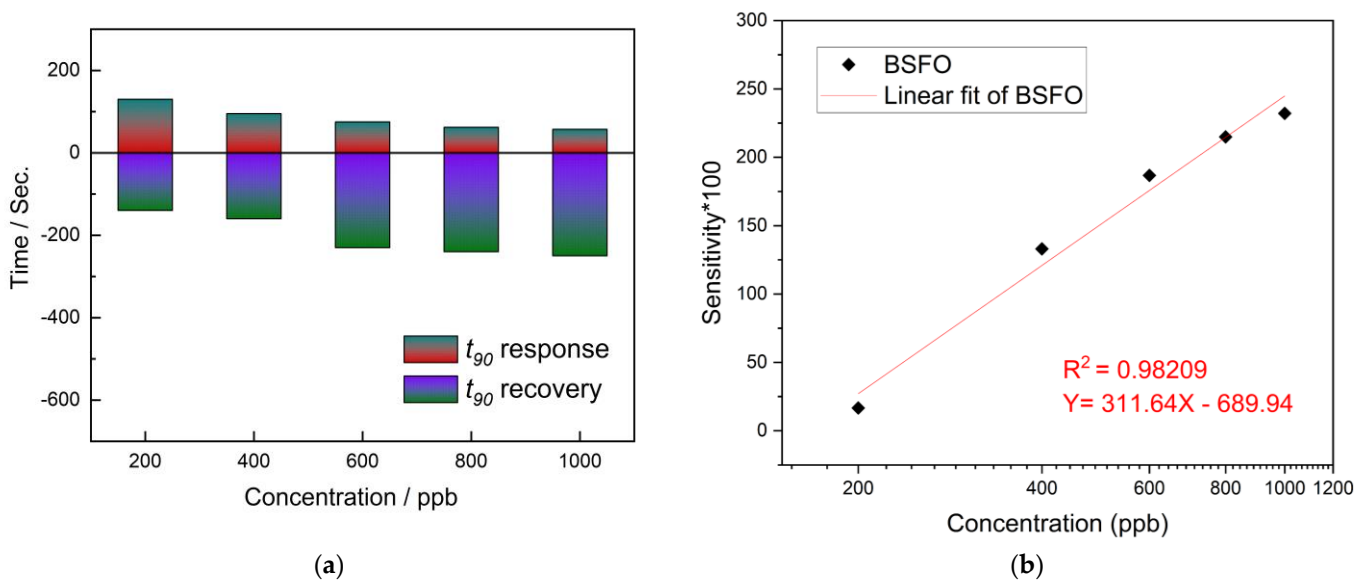 200
0
-200
-400
-600
Time / Sec.
t90 response
t90 recovery
200 400 600 800 1000
Concentration / ppb
(a)
300
250
200
150
100
50
0
Sensitivity*100
BSFO
Linear fit of BSFO
R² = 0.98209
Y= 311.64X - 689.94
200 400 600 800 1000 1200
Concentration (ppb)
(b)